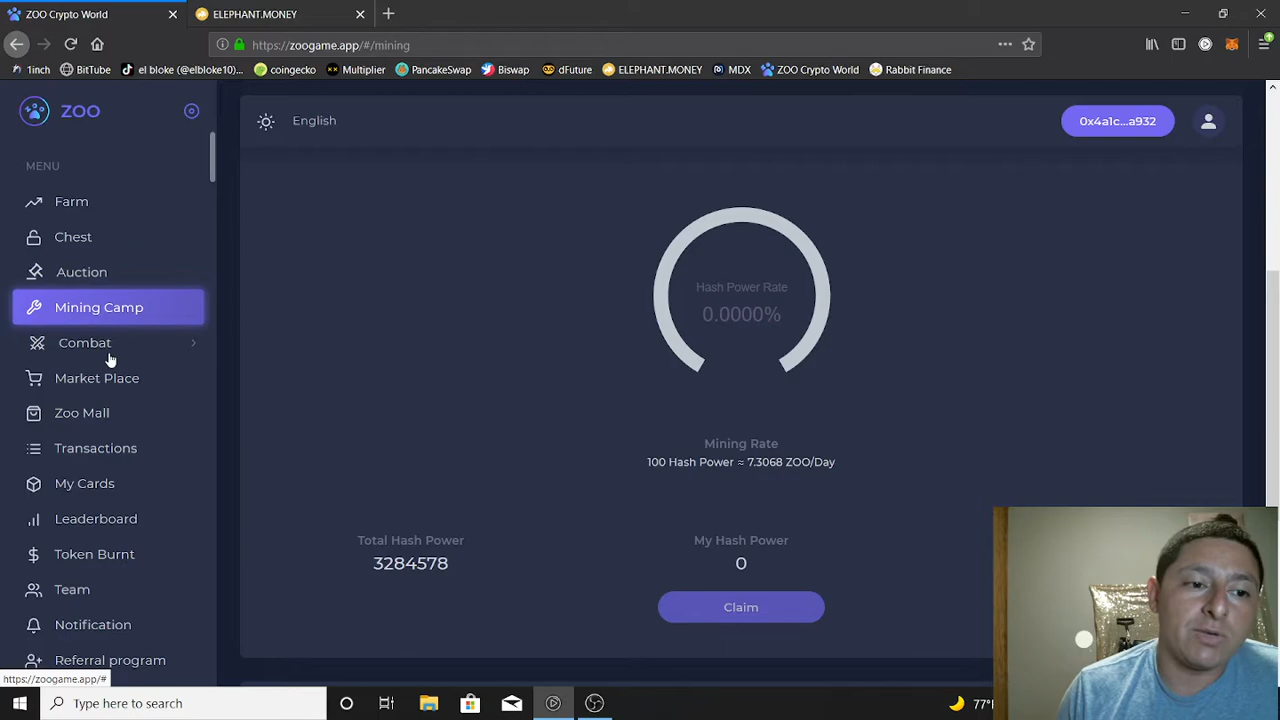 ZOO Crypto World
ELEPHANT.MONEY
https://zoogame.app/#/mining
1inch
BitTube
el bloke (@elbloke10)...
coingecko
Multiplier
PancakeSwap
Biswap
dFuture
ELEPHANT.MONEY
MDX
ZOO Crypto World
Rabbit Finance
ZOO
English
0x4a1c...a932
MENU
Farm
Chest
Auction
Mining Camp
Combat
Market Place
Zoo Mall
Transactions
My Cards
Leaderboard
Token Burnt
Team
Notification
Referral program
Hash Power Rate
0.0000%
Mining Rate
100 Hash Power ≈ 7.3068 ZOO/Day
Total Hash Power
3284578
My Hash Power
0
Claim
https://zoogame.app/#
Type here to search
77°F